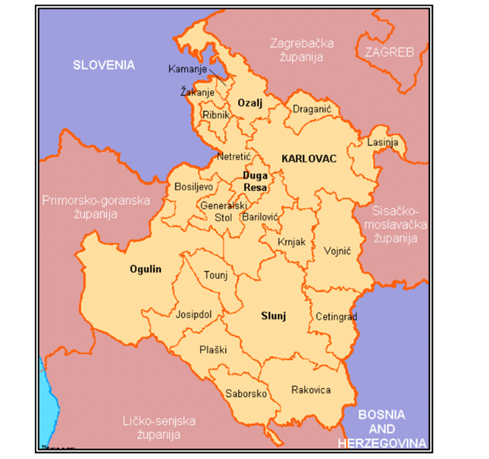 Zagrebačka
županija
ZAGREB
SLOVENIA
Kamanje
Žakanje
Ozalj
Ribnik
Draganić
Lasinja
Netretić
KARLOVAC
Duga
Resa
Bosiljevo
Primorsko-goranska
županija
Generalski
Stol
Barilović
Sisačko-
moslavačka
županija
Krnjak
Vojnić
Ogulin
Tounj
Josipdol
Slunj
Cetingrad
Plaški
Saborsko
Rakovica
Ličko-senjska
županija
BOSNIA
AND
HERZEGOVINA